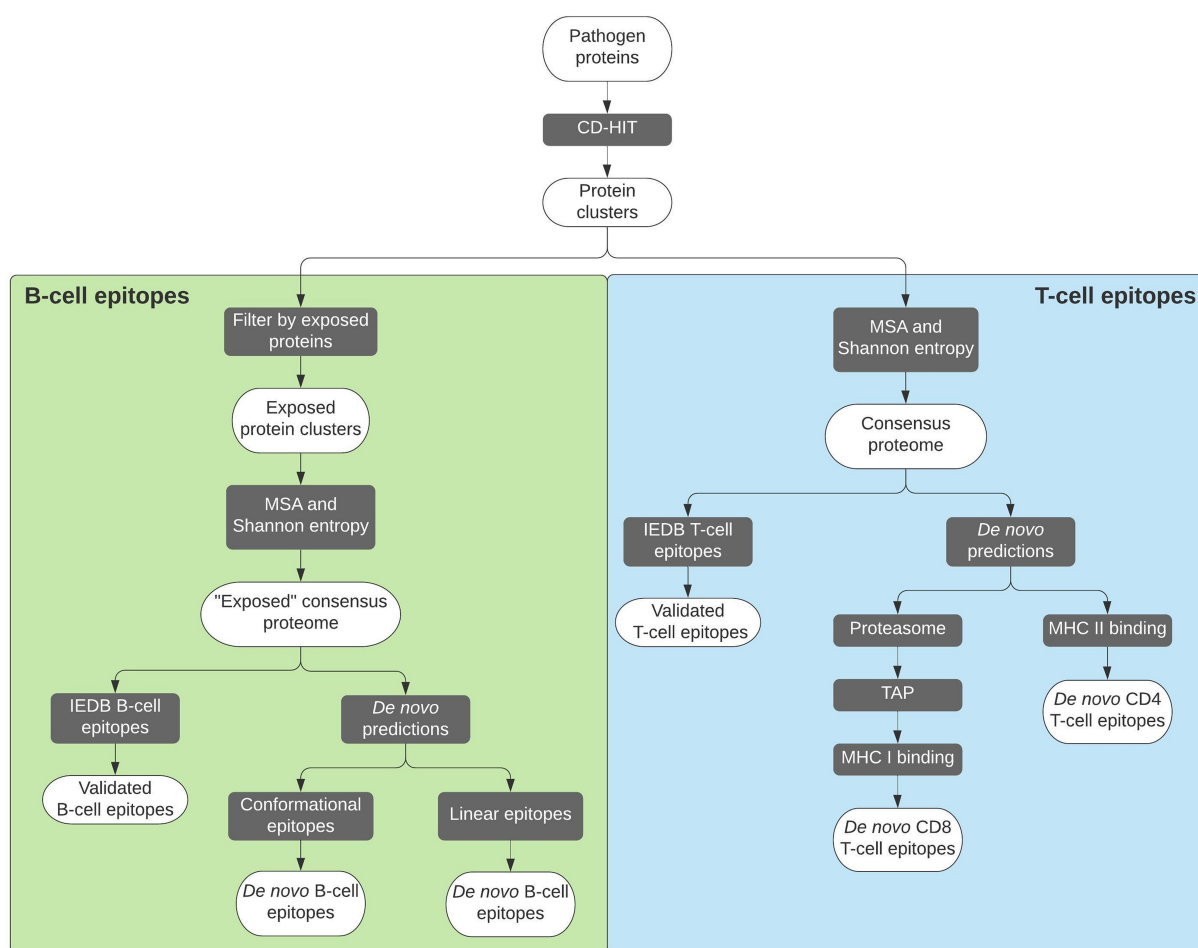 Pathogen
proteins
CD-HIT
Protein
clusters
B-cell epitopes
Filter by exposed
proteins
Exposed
protein clusters
MSA and
Shannon entropy
"Exposed" consensus
proteome
IEDB B-cell
epitopes
Validated
B-cell epitopes
De novo
predictions
Conformational
epitopes
De novo B-cell
epitopes
Linear epitopes
De novo B-cell
epitopes
T-cell epitopes
MSA and
Shannon entropy
Consensus
proteome
IEDB T-cell
epitopes
Validated
T-cell epitopes
De novo
predictions
Proteasome
TAP
MHC I binding
De novo CD8
T-cell epitopes
MHC II binding
De novo CD4
T-cell epitopes